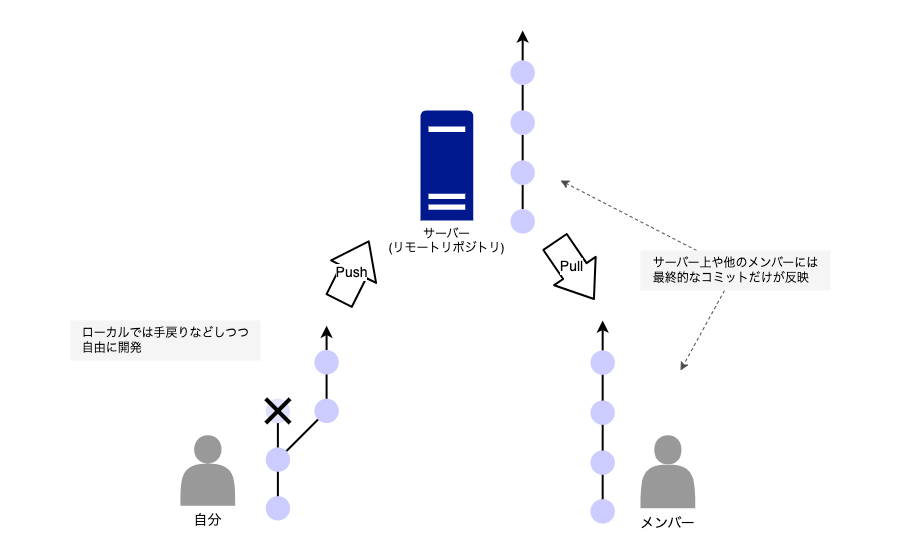 サーバー
(リモートリポジトリ)
Push
Pull
サーバー上や他のメンバーには
最終的なコミットだけが反映
ローカルでは手戻りなどしつつ
自由に開発
自分
メンバー